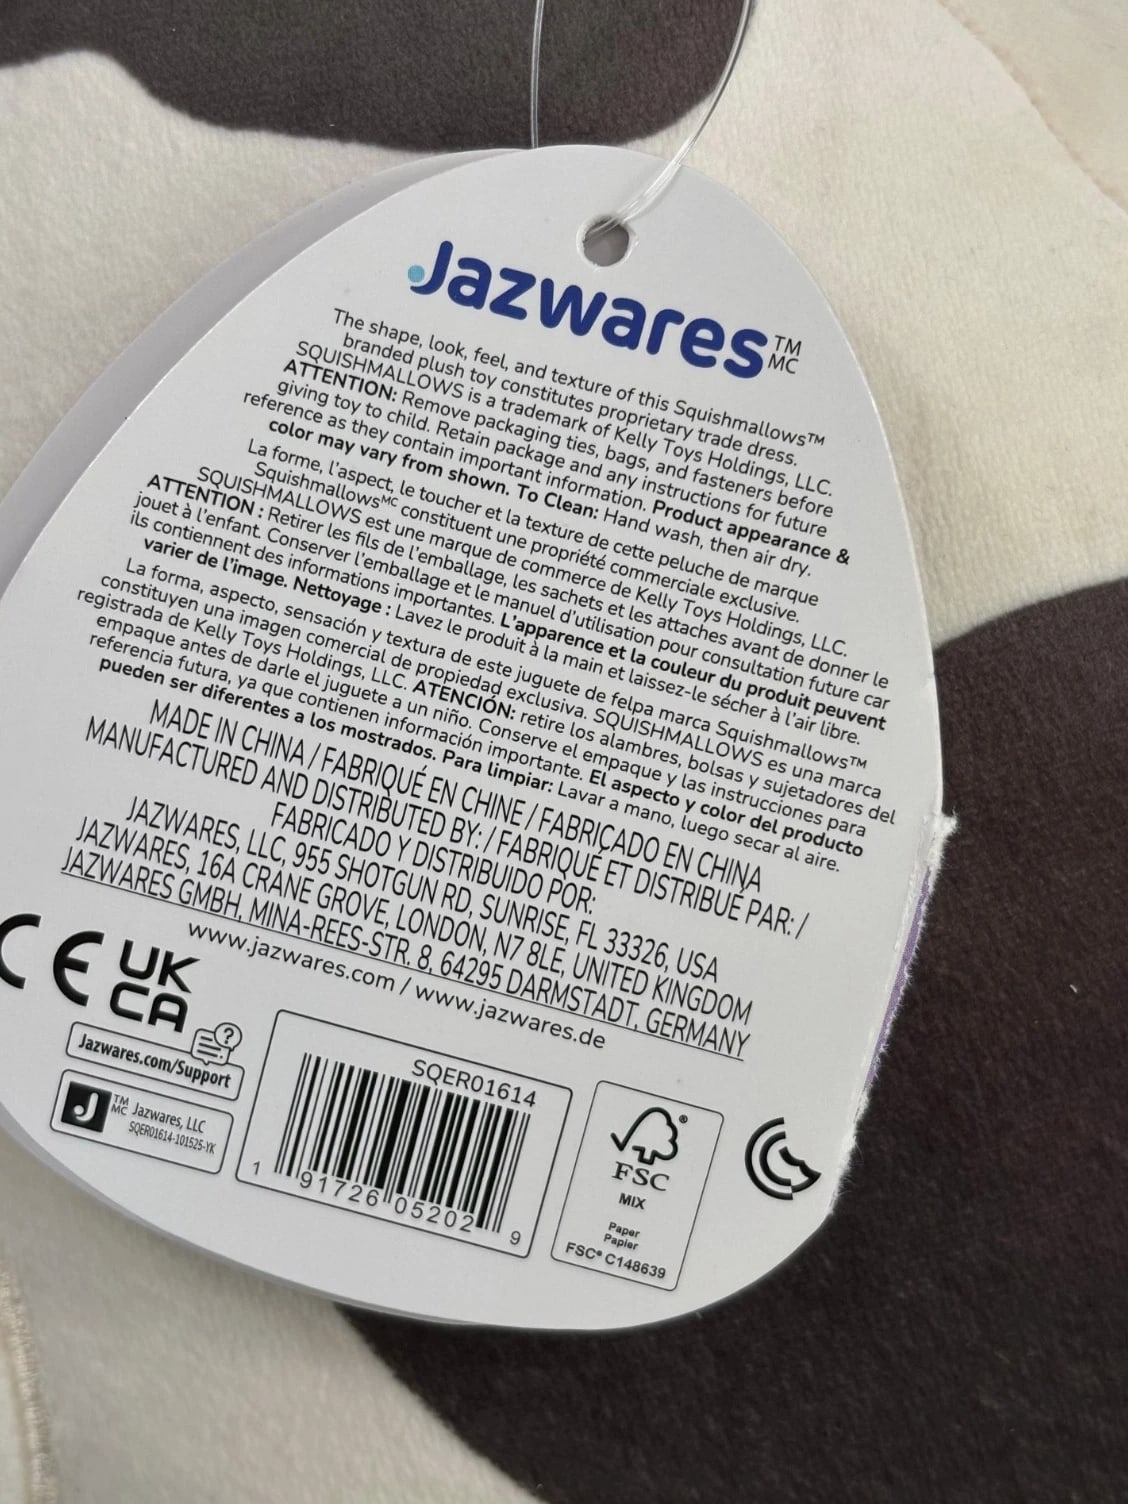 Jazwares™ MC
The shape, look, feel, and texture of this Squishmallows™
branded plush toy constitutes proprietary trade dress.
SQUISHMALLOWS is a trademark of Kelly Toys Holdings, LLC.
ATTENTION: Remove packaging ties, bags, and fasteners before
giving toy to child. Retain package and any instructions for future
reference as they contain important information. Product appearance &
color may vary from shown. To Clean: Hand wash, then air dry.
La forme, l'aspect, le toucher et la texture de cette peluche de marque
Squishmallows MC constituent une propriété commerciale exclusive.
SQUISHMALLOWS est une marque de commerce de Kelly Toys Holdings, LLC.
ATTENTION : Retirer les fils de l'emballage, les sachets et les attaches avant de donner le
jouet à l'enfant. Conserver l'emballage et le manuel d'utilisation pour consultation future car
ils contiennent des informations importantes. L'apparence et la couleur du produit peuvent
varier de l'image. Nettoyage : Lavez le produit à la main et laissez-le sécher à l'air libre.
La forma, aspecto, sensación y textura de este juguete de felpa marca Squishmallows™
constituyen una imagen comercial de propiedad exclusiva. SQUISHMALLOWS es una marca
registrada de Kelly Toys Holdings, LLC. ATENCIÓN: retire los alambres, bolsas y sujetadores del
empaque antes de darle el juguete a un niño. Conserve el empaque y las instrucciones para
referencia futura, ya que contienen información importante. El aspecto y color del producto
pueden ser diferentes a los mostrados. Para limpiar: Lavar a mano, luego secar al aire.
MADE IN CHINA / FABRIQUÉ EN CHINE / FABRICADO EN CHINA
MANUFACTURED AND DISTRIBUTED BY: / FABRIQUÉ ET DISTRIBUÉ PAR: /
FABRICADO Y DISTRIBUIDO POR:
JAZWARES, LLC, 955 SHOTGUN RD, SUNRISE, FL 33326, USA
JAZWARES, 16A CRANE GROVE, LONDON, N7 8LE, UNITED KINGDOM
JAZWARES GMBH, MINA-REES-STR. 8, 64295 DARMSTADT, GERMANY
www.jazwares.com / www.jazwares.de
CE
UK
CA
Jazwares.com/Support
J ™ MC Jazwares, LLC
SQER01614-101525-YK
SQER01614
1 91726 05202 9
FSC®
MIX
Paper
Papier
FSC® C148639